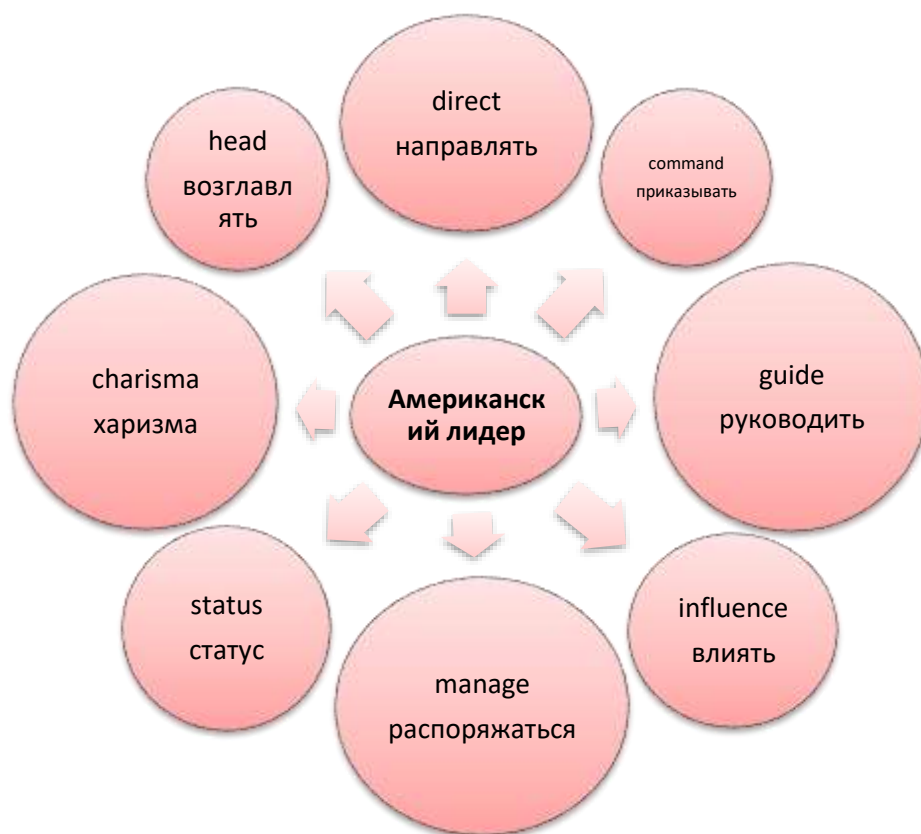 direct
направлять
head
возглавл
ять
command
приказывать
charisma
харизма
Американск
ий лидер
guide
руководить
status
статус
influence
влиять
manage
распоряжаться